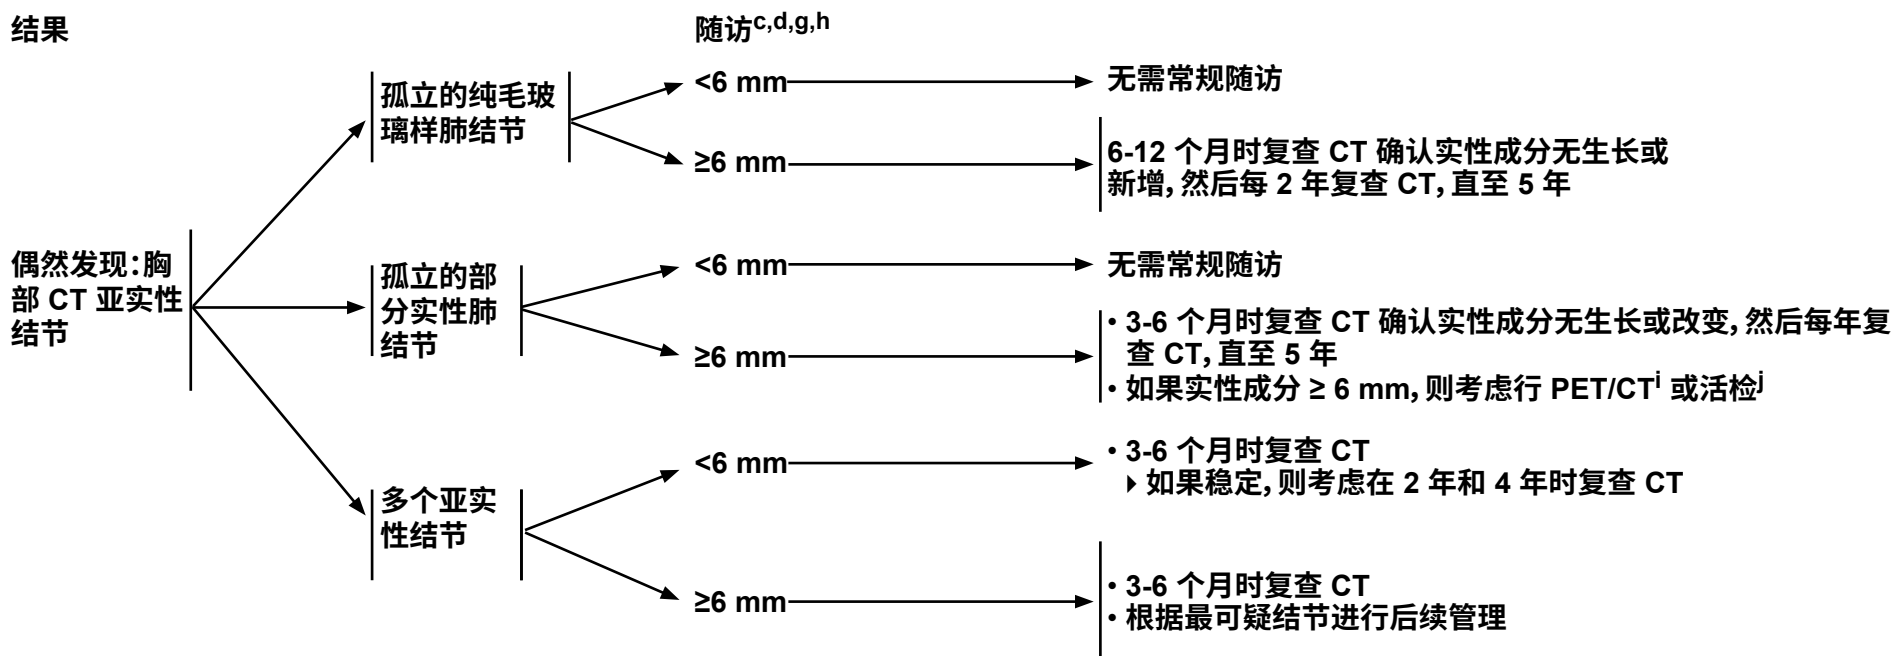 结果
随访c,d,g,h
偶然发现:胸
部 CT 亚实性
结节
孤立的纯毛玻
璃样肺结节
<6 mm
无需常规随访
≥6 mm
6-12 个月时复查 CT 确认实性成分无生长或
新增,然后每 2 年复查 CT,直至 5 年
孤立的部
分实性肺
结节
<6 mm
无需常规随访
≥6 mm
• 3-6 个月时复查 CT 确认实性成分无生长或改变,然后每年复
查 CT,直至 5 年
• 如果实性成分 ≥ 6 mm,则考虑行 PET/CTi 或活检j
多个亚实
性结节
<6 mm
• 3-6 个月时复查 CT
▸ 如果稳定,则考虑在 2 年和 4 年时复查 CT
≥6 mm
• 3-6 个月时复查 CT
• 根据最可疑结节进行后续管理